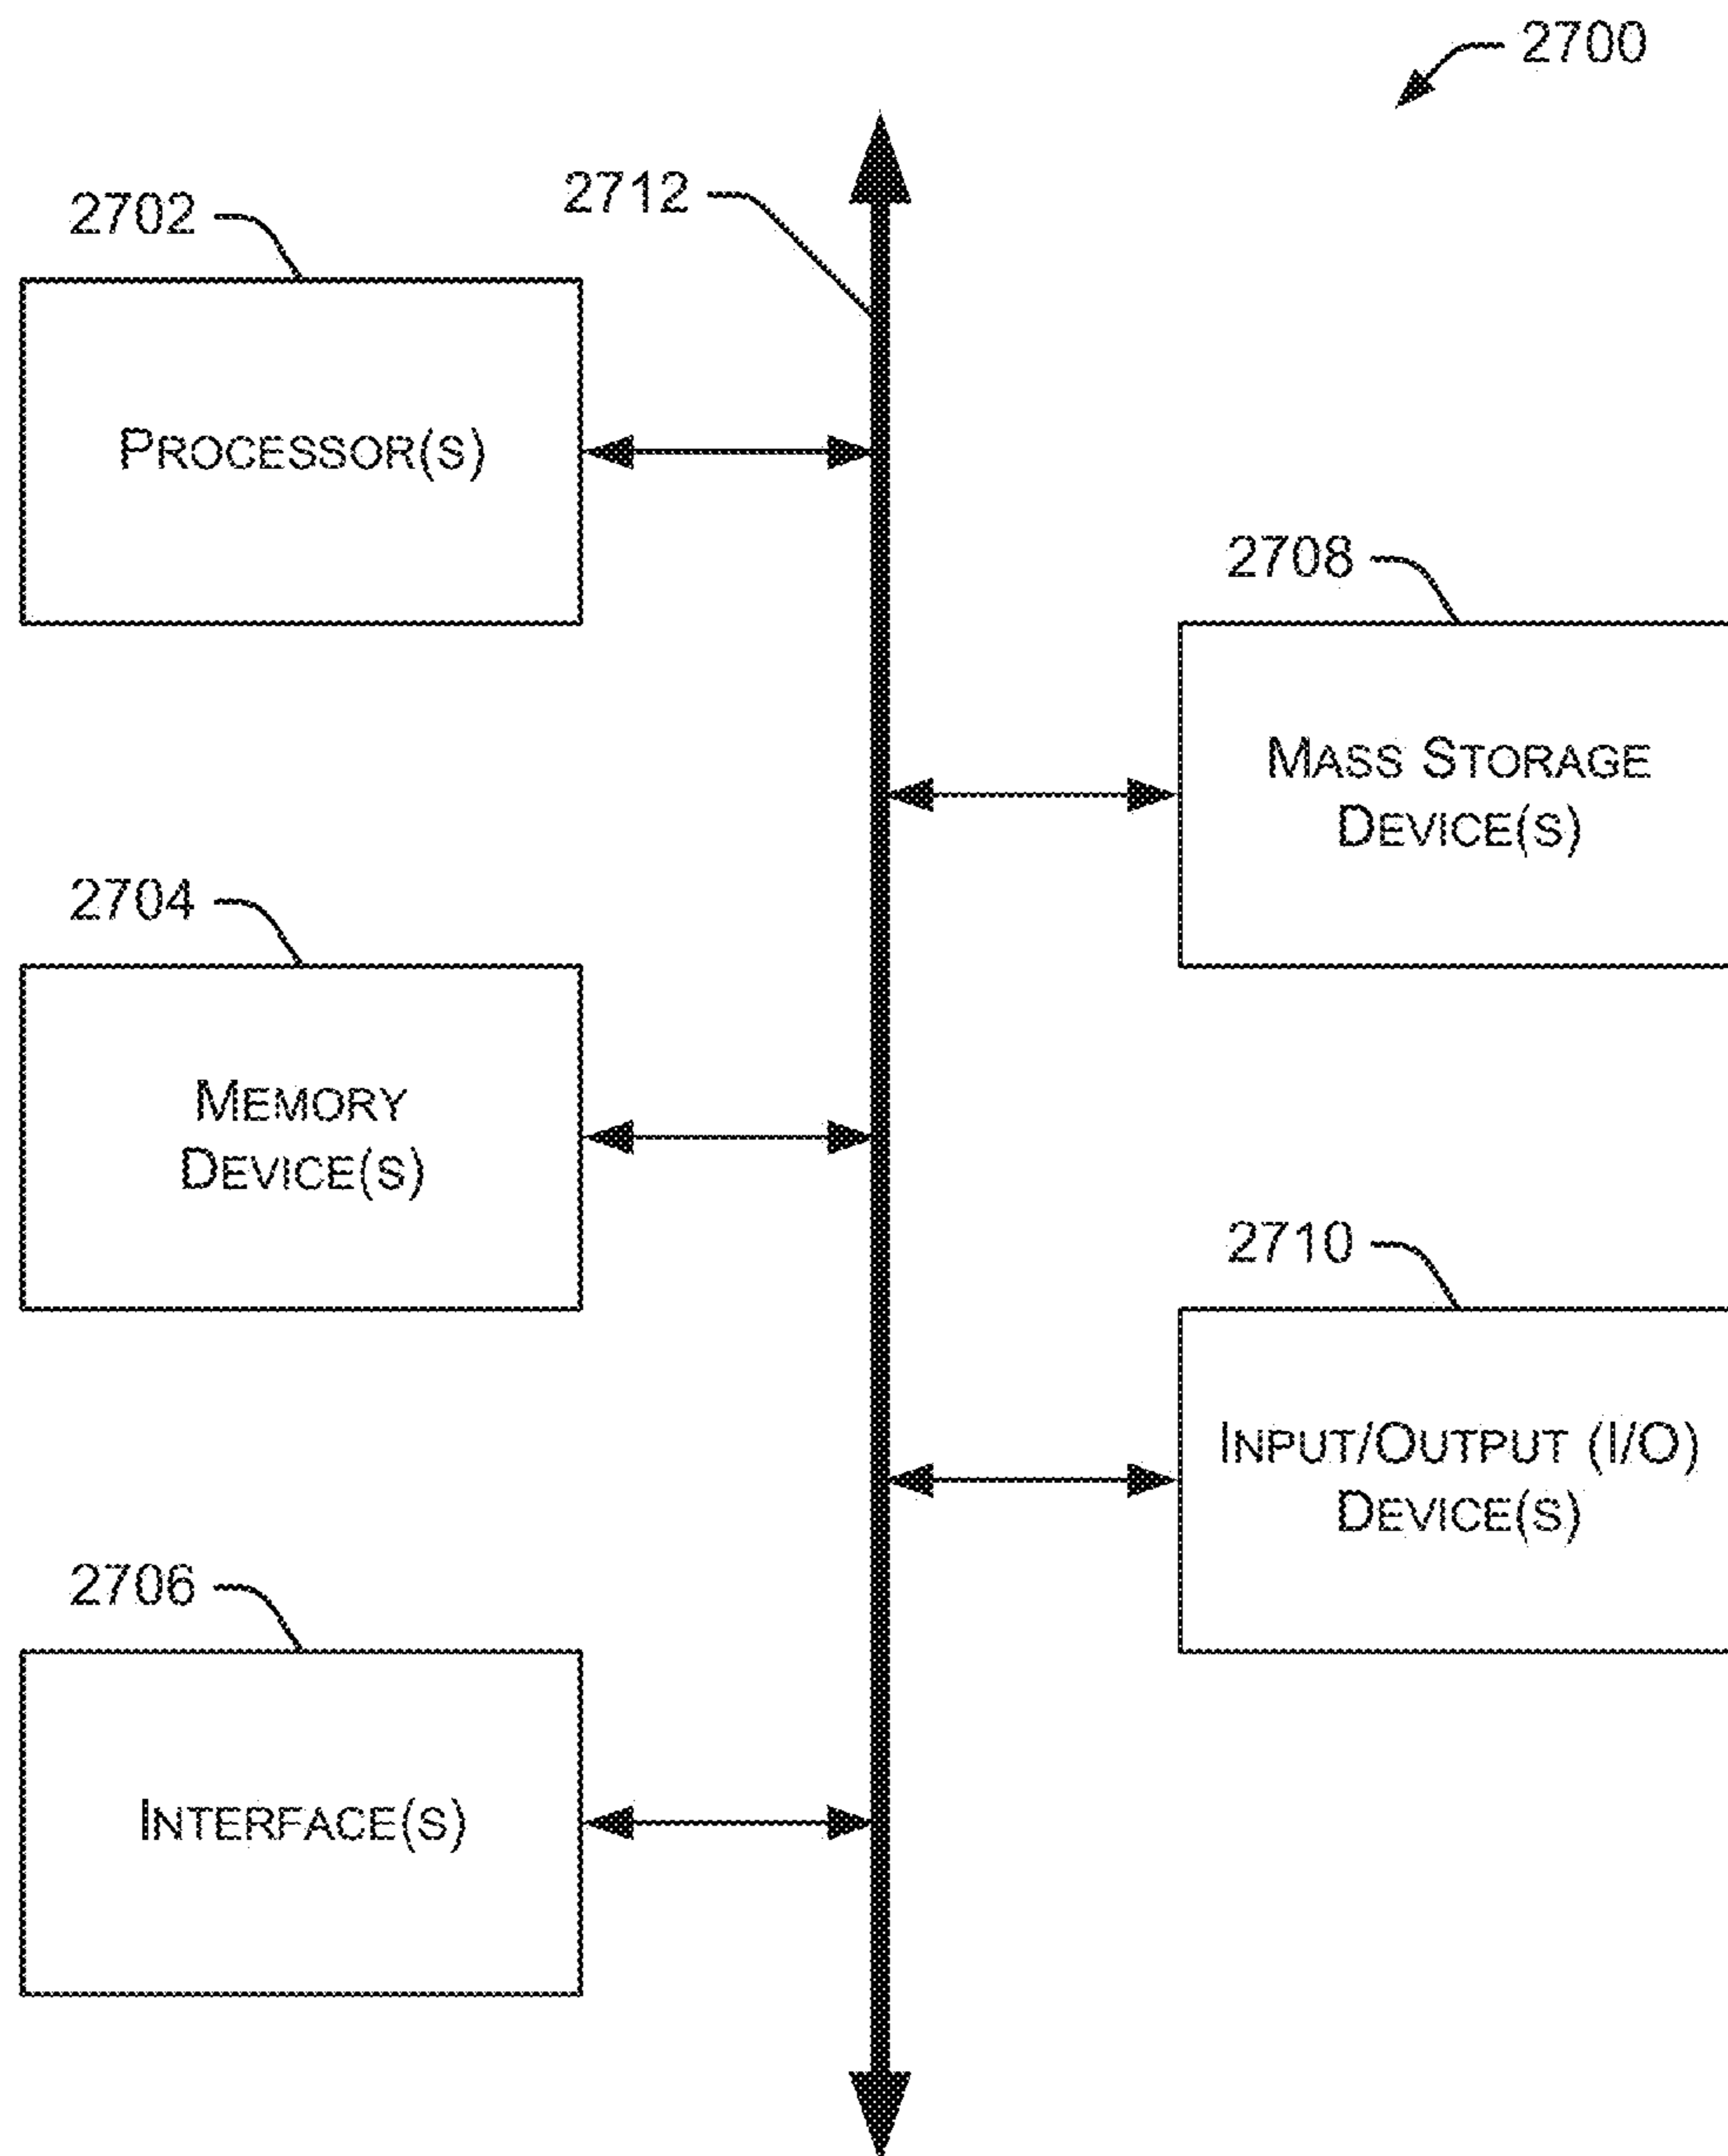 2700
2702
2712
PROCESSOR(S)
2708
MASS STORAGE
DEVICE(S)
2704
MEMORY
DEVICE(S)
2710
INPUT/OUTPUT (I/O)
DEVICE(S)
2706
INTERFACE(S)